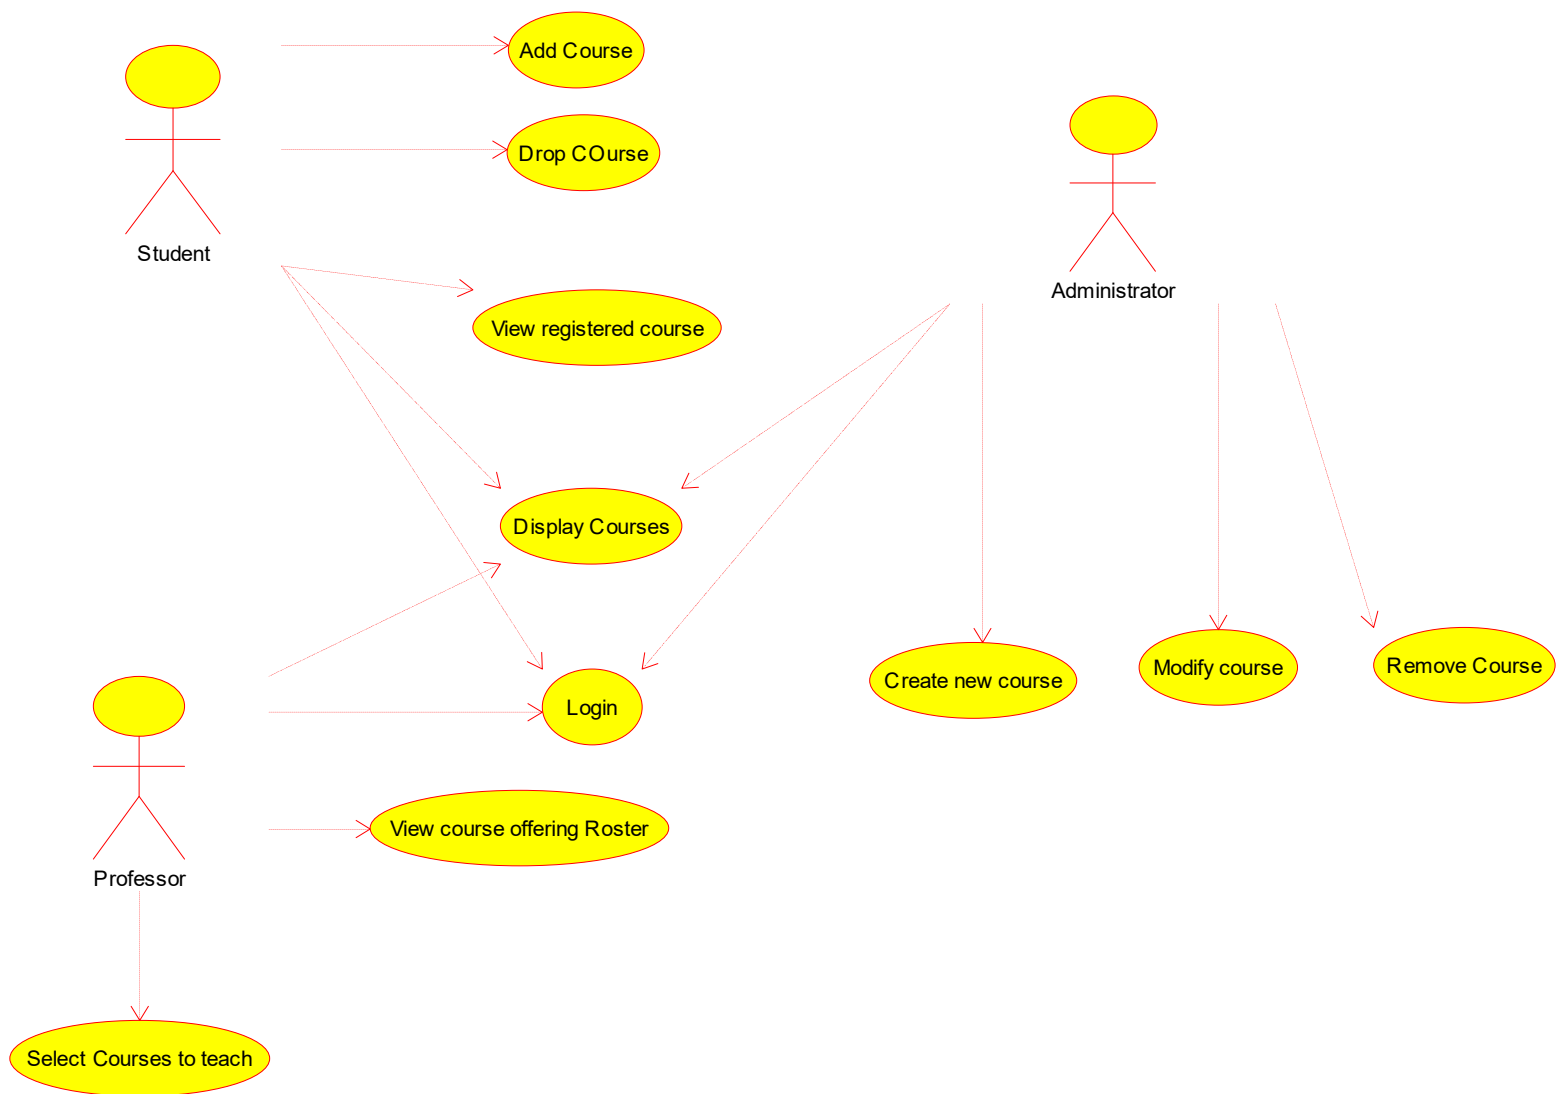 Add Course
Drop COurse
Student
Administrator
View registered course
Display Courses
Create new course
Modify course
Remove Course
Login
View course offering Roster
Professor
Select Courses to teach